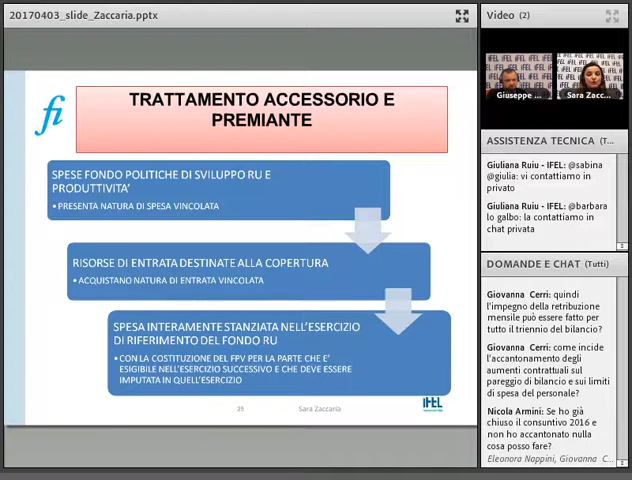 20170403_slide_Zaccaria.pptx
fi
TRATTAMENTO ACCESSORIO E
PREMIANTE
SPESE FONDO POLITICHE DI SVILUPPO RU E
PRODUTTIVITA'
• PRESENTA NATURA DI SPESA VINCOLATA
RISORSE DI ENTRATA DESTINATE ALLA COPERTURA
• ACQUISTANO NATURA DI ENTRATA VINCOLATA
SPESA INTERAMENTE STANZIATA NELL'ESERCIZIO
DI RIFERIMENTO DEL FONDO RU
• CON LA COSTITUZIONE DEL FPV PER LA PARTE CHE E'
ESIGIBILE NELL'ESERCIZIO SUCCESSIVO E CHE DEVE ESSERE
IMPUTATA IN QUELL'ESERCIZIO
25
Sara Zaccaria
IFEL
Video (2)
Giuseppe ...
Sara Zacc...
ASSISTENZA TECNICA (T...
Giuliana Ruiu - IFEL: @sabina
@giulia: vi contattiamo in
privato
Giuliana Ruiu - IFEL: @barbara
lo galbo: la contattiamo in
chat privata
DOMANDE E CHAT (Tutti)
Giovanna Cerri: quindi
l'impegno della retribuzione
mensile può essere fatto per
tutto il triennio del bilancio?
Giovanna Cerri: come incide
l'accantonamento degli
aumenti contrattuali sul
pareggio di bilancio e sui limiti
di spesa del personale?
Nicola Armini: Se ho già
chiuso il consuntivo 2016 e
non ho accantonato nulla
cosa posso fare?
Eleonora Nappini, Giovanna C...